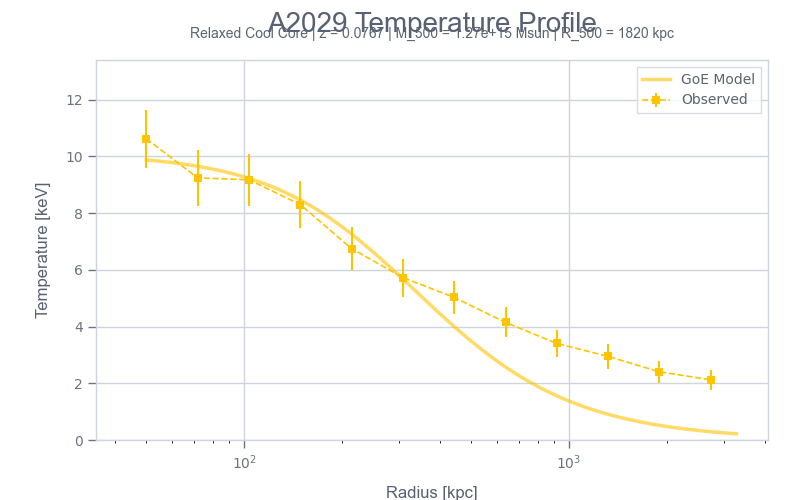 A2029 Temperature Profile
Relaxed Cool Core | z = 0.0767 | M_500 = 1.27e+15 Msun | R_500 = 1820 kpc
GoE Model
Observed
12
10
8
6
4
2
0
Temperature [keV]
10²
10³
Radius [kpc]